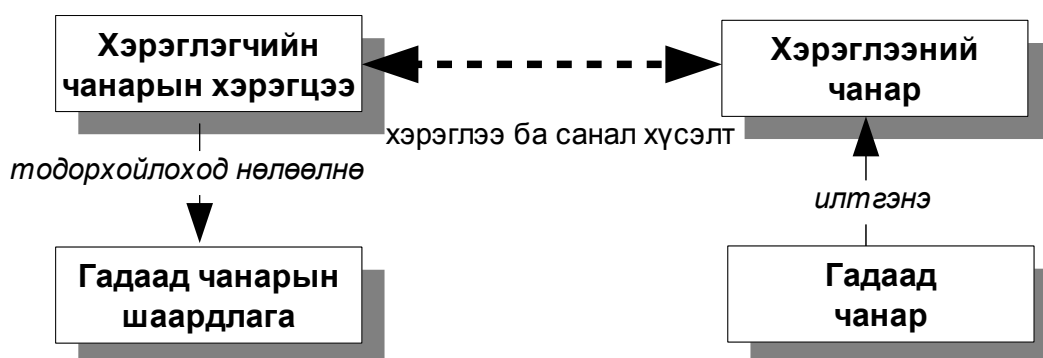 Хэрэглэгчийн
чанарын хэрэгцээ
Хэрэглээний
чанар
хэрэглээ ба санал хүсэлт
тодорхойлоход нөлөөлнө
илтгэнэ
Гадаад чанарын
шаардлага
Гадаад
чанар